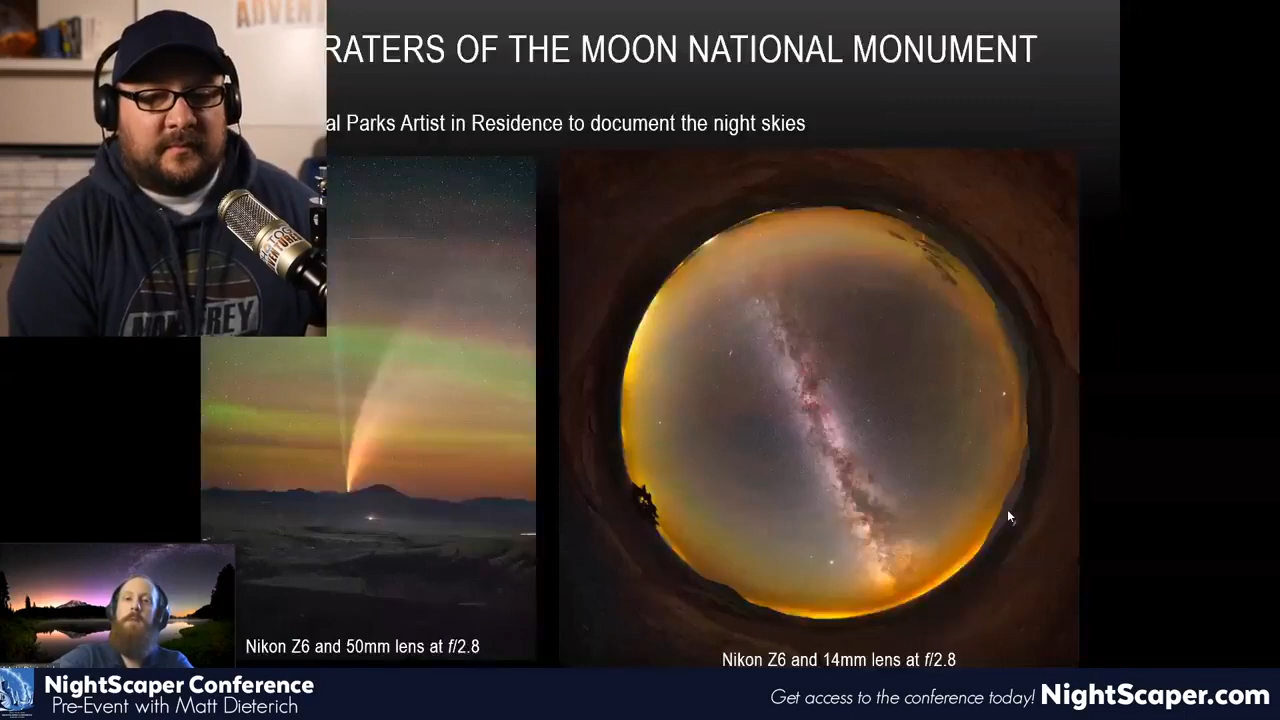 ADVENT
RATERS OF THE MOON NATIONAL MONUMENT
al Parks Artist in Residence to document the night skies
Nikon Z6 and 50mm lens at f/2.8
Nikon Z6 and 14mm lens at f/2.8
NightScaper Conference
Pre-Event with Matt Dieterich
Get access to the conference today! NightScaper.com